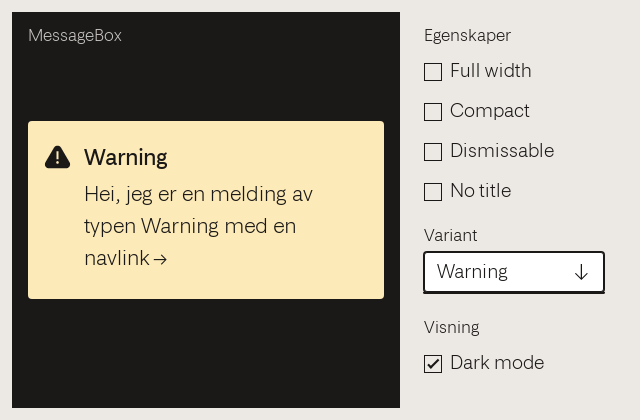 MessageBox
Warning
Hei, jeg er en melding av
typen Warning med en
navlink→
Egenskaper
Full width
Compact
Dismissable
No title
Variant
Warning
Visning
Dark mode